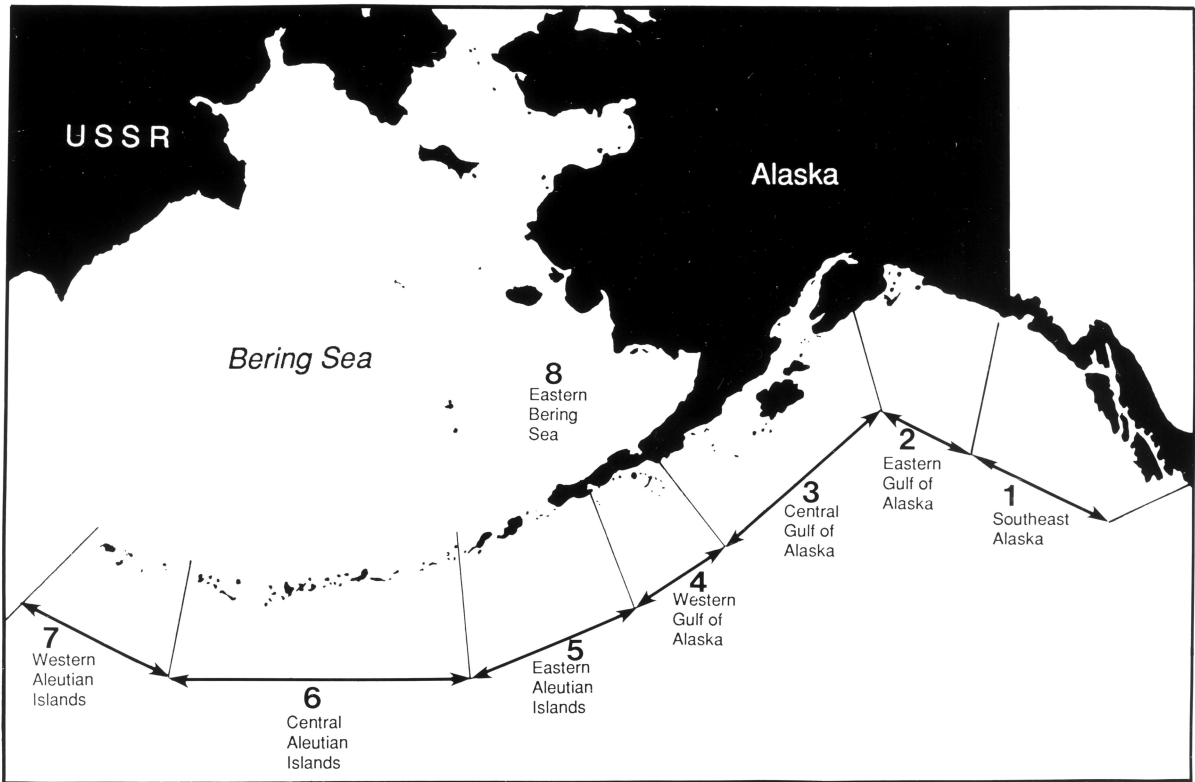 USSR
Alaska
Bering Sea
8
Eastern
Bering
Sea
2
Eastern
Gulf of
Alaska
1
Southeast
Alaska
3
Central
Gulf of
Alaska
4
Western
Gulf of
Alaska
5
Eastern
Aleutian
Islands
6
Central
Aleutian
Islands
7
Western
Aleutian
Islands